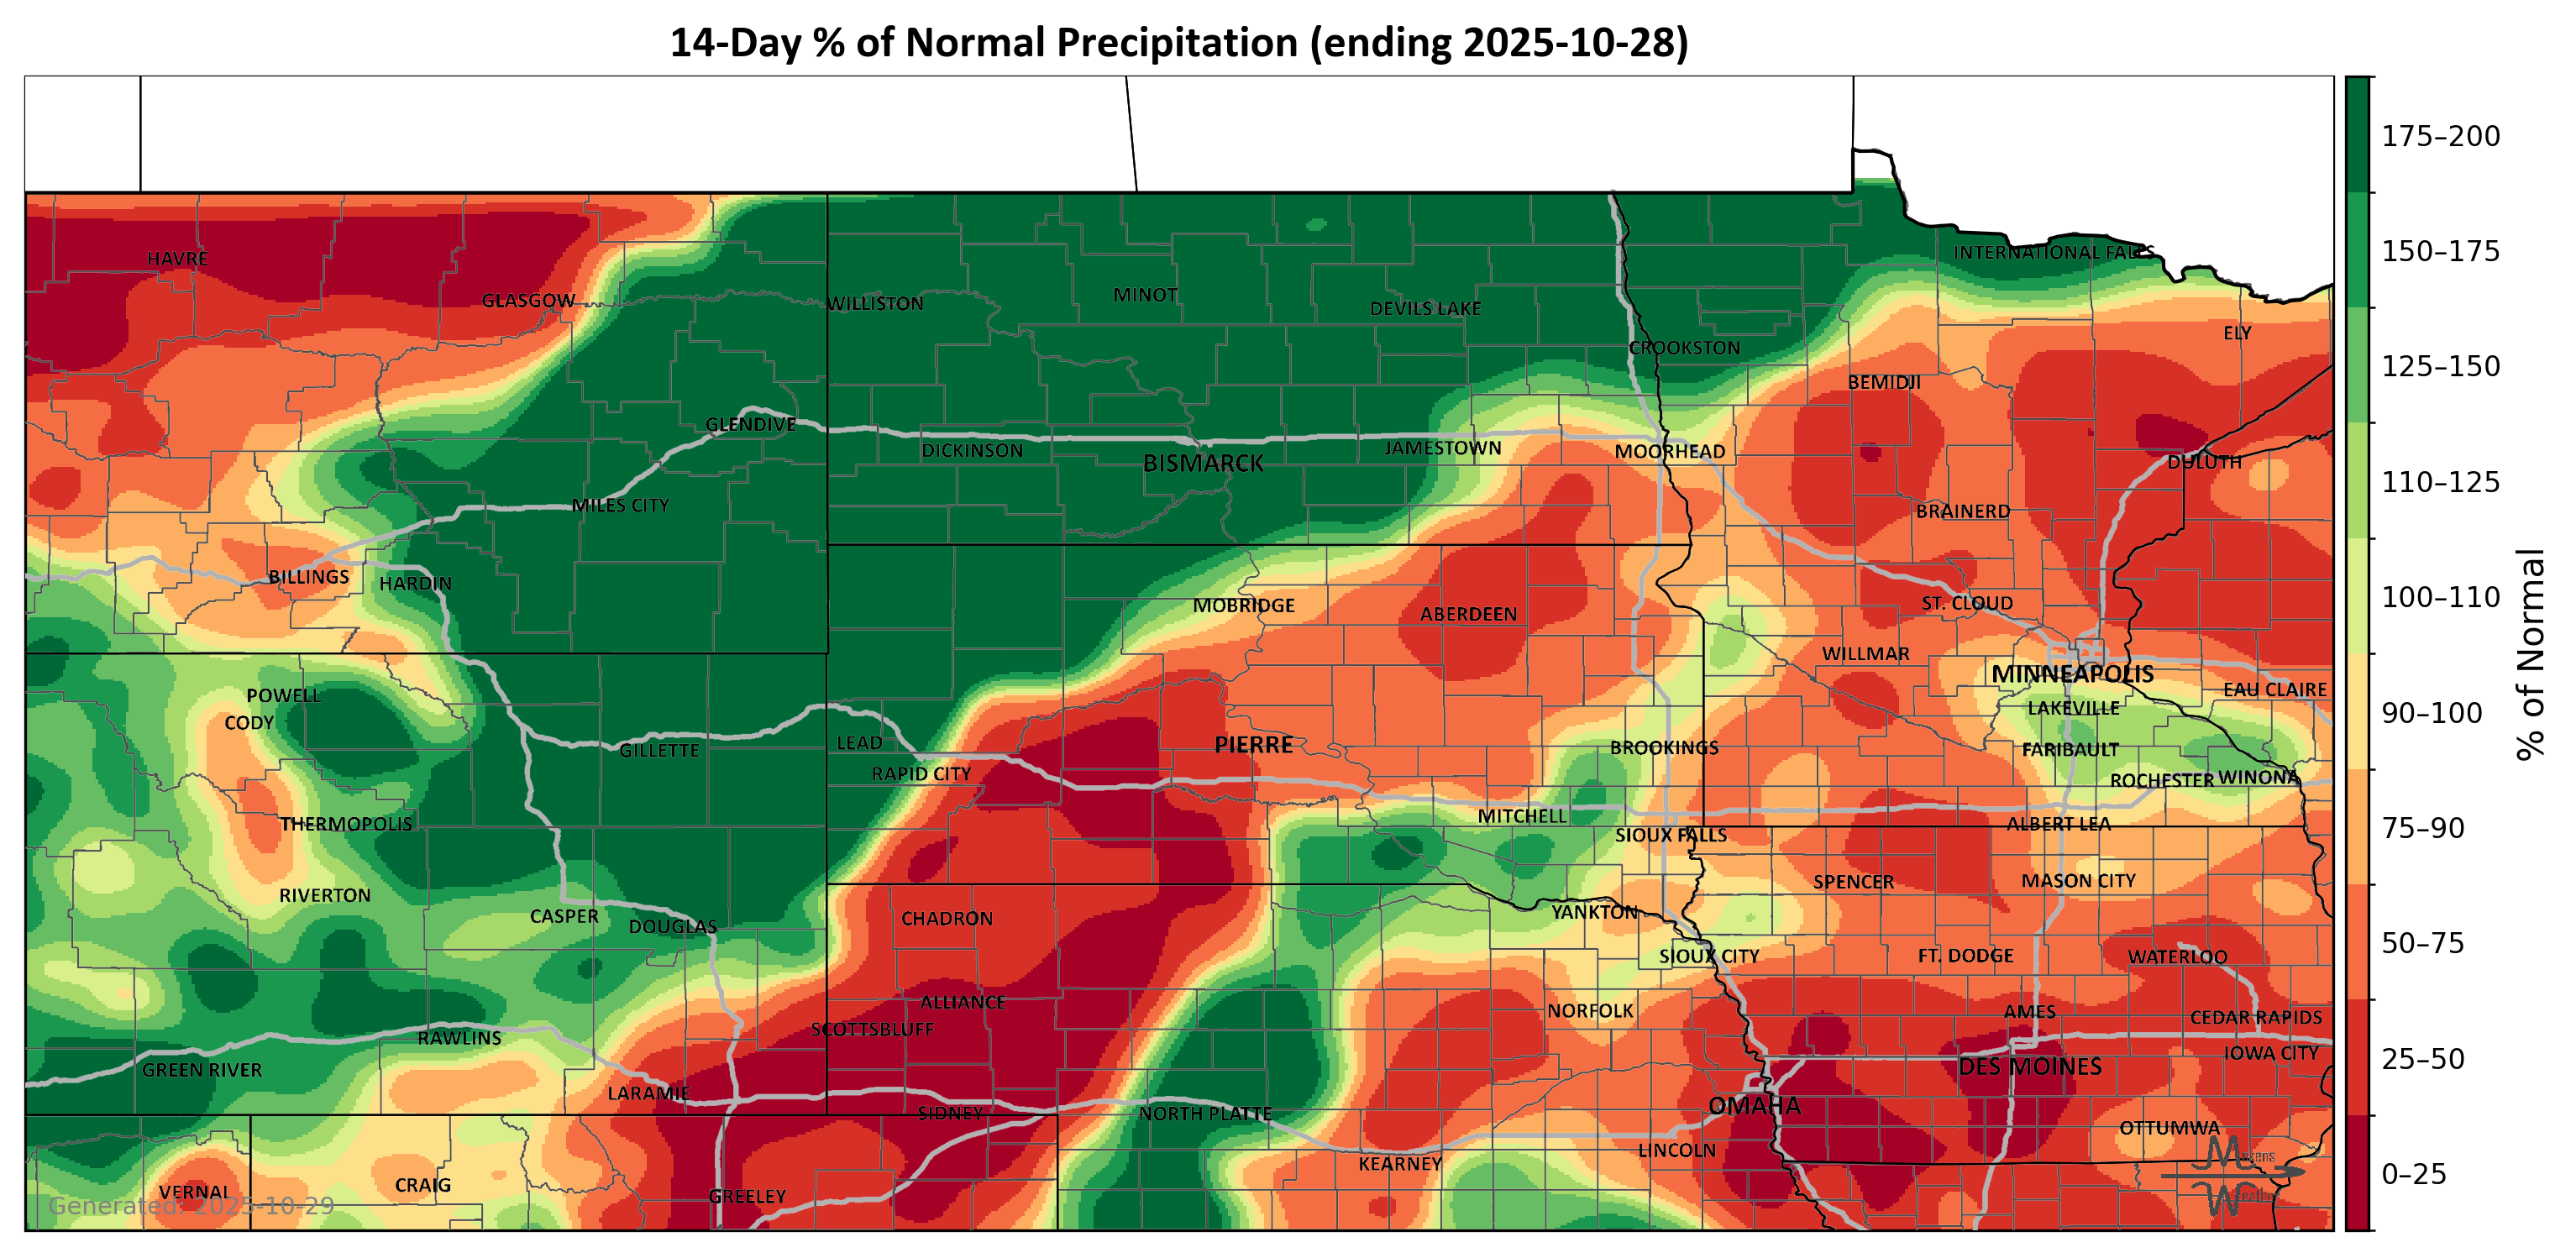 14-Day % of Normal Precipitation (ending 2025-10-28)
175–200
150–175
125–150
110–125
100–110
90–100
75–90
50–75
25–50
0–25
% of Normal
INTERNATIONAL FALLS
HAVRE
GLASGOW
WILLISTON
MINOT
DEVILS LAKE
ELY
CROOKSTON
BEMIDJI
GLENDIVE
DICKINSON
BISMARCK
JAMESTOWN
MOORHEAD
DULUTH
MILES CITY
BRAINERD
BILLINGS
HARDIN
MOBRIDGE
ABERDEEN
ST. CLOUD
WILLMAR
MINNEAPOLIS
EAU CLAIRE
POWELL
CODY
LAKEVILLE
GILLETTE
LEAD
PIERRE
BROOKINGS
FARIBAULT
RAPID CITY
ROCHESTER
WINONA
THERMOPOLIS
MITCHELL
SIOUX FALLS
ALBERT LEA
RIVERTON
SPENCER
MASON CITY
CASPER
DOUGLAS
CHADRON
YANKTON
SIOUX CITY
FT. DODGE
WATERLOO
ALLIANCE
NORFOLK
AMES
CEDAR RAPIDS
SCOTTSBLUFF
RAWLINS
IOWA CITY
GREEN RIVER
DES MOINES
LARAMIE
SIDNEY
NORTH PLATTE
OMAHA
OTTUMWA
LINCOLN
KEARNEY
VERNAL
CRAIG
GREELEY
Generated: 2025-10-29